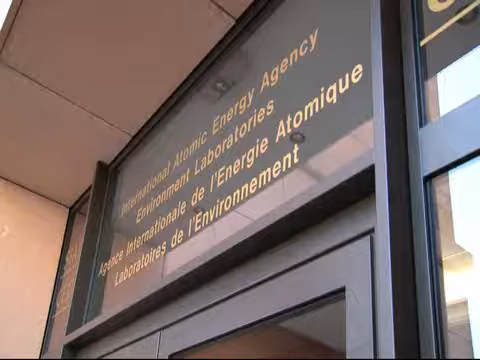 International Atomic Energy Agency
Environment Laboratories
Agence Internationale de l'Energie Atomique
Laboratoires de l'Environnement